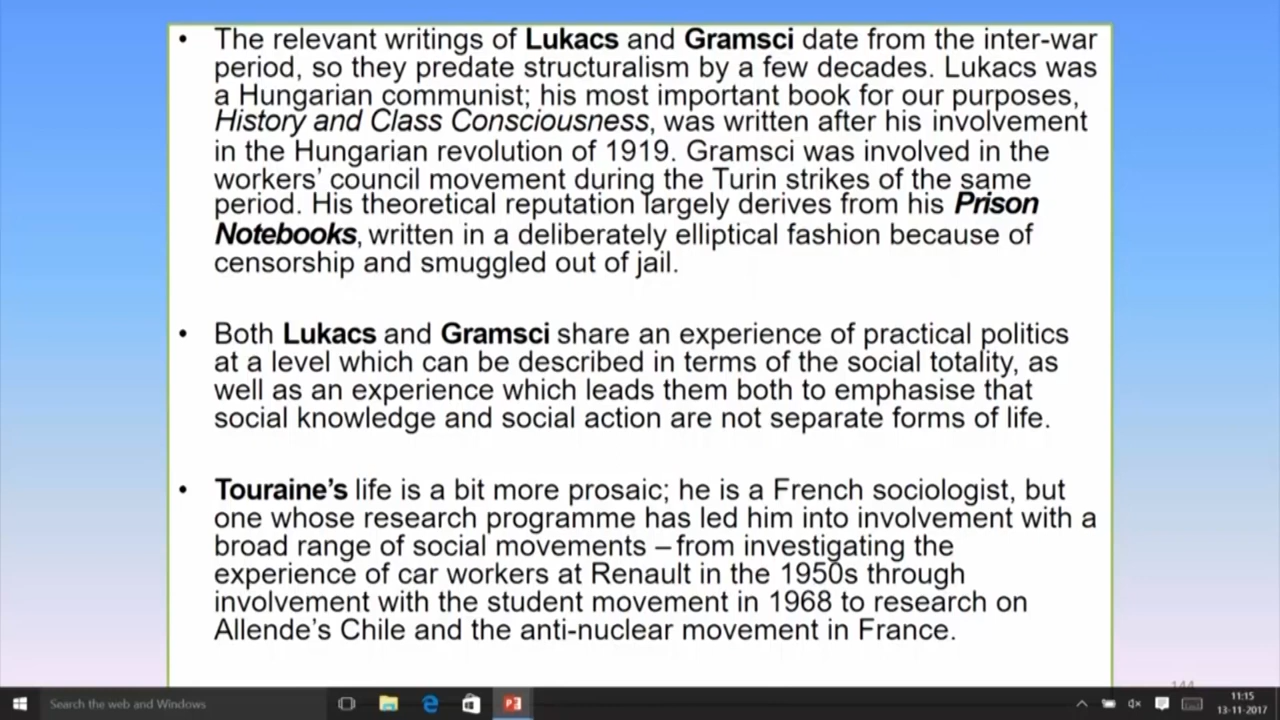 • The relevant writings of Lukacs and Gramsci date from the inter-war
period, so they predate structuralism by a few decades. Lukacs was
a Hungarian communist; his most important book for our purposes,
History and Class Consciousness, was written after his involvement
in the Hungarian revolution of 1919. Gramsci was involved in the
workers’ council movement during the Turin strikes of the same
period. His theoretical reputation largely derives from his Prison
Notebooks, written in a deliberately elliptical fashion because of
censorship and smuggled out of jail.
• Both Lukacs and Gramsci share an experience of practical politics
at a level which can be described in terms of the social totality, as
well as an experience which leads them both to emphasise that
social knowledge and social action are not separate forms of life.
• Touraine’s life is a bit more prosaic; he is a French sociologist, but
one whose research programme has led him into involvement with a
broad range of social movements – from investigating the
experience of car workers at Renault in the 1950s through
involvement with the student movement in 1968 to research on
Allende’s Chile and the anti-nuclear movement in France.
144
Search the web and Windows
11:15
13-11-2017